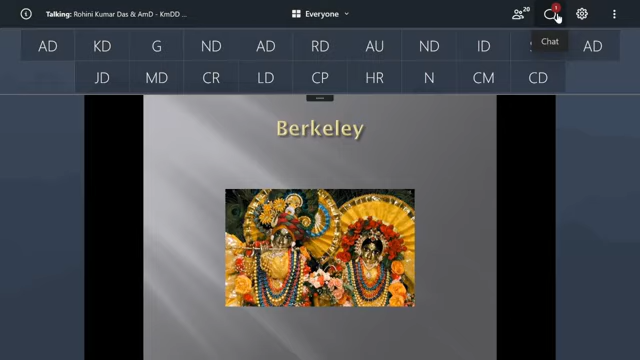 Talking: Rohini Kumar Das & AmD - KmDD ...
Everyone
20
1
Chat
AD KD G ND AD RD AU ND ID AD
JD MD CR LD CP HR N CM CD
Berkeley